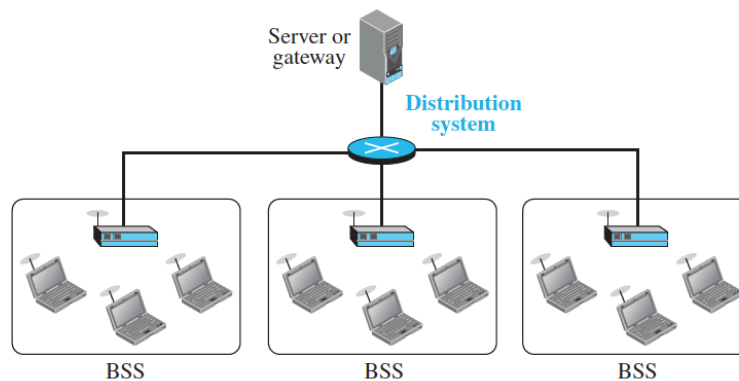 Server or
gateway
Distribution
system
BSS
BSS
BSS